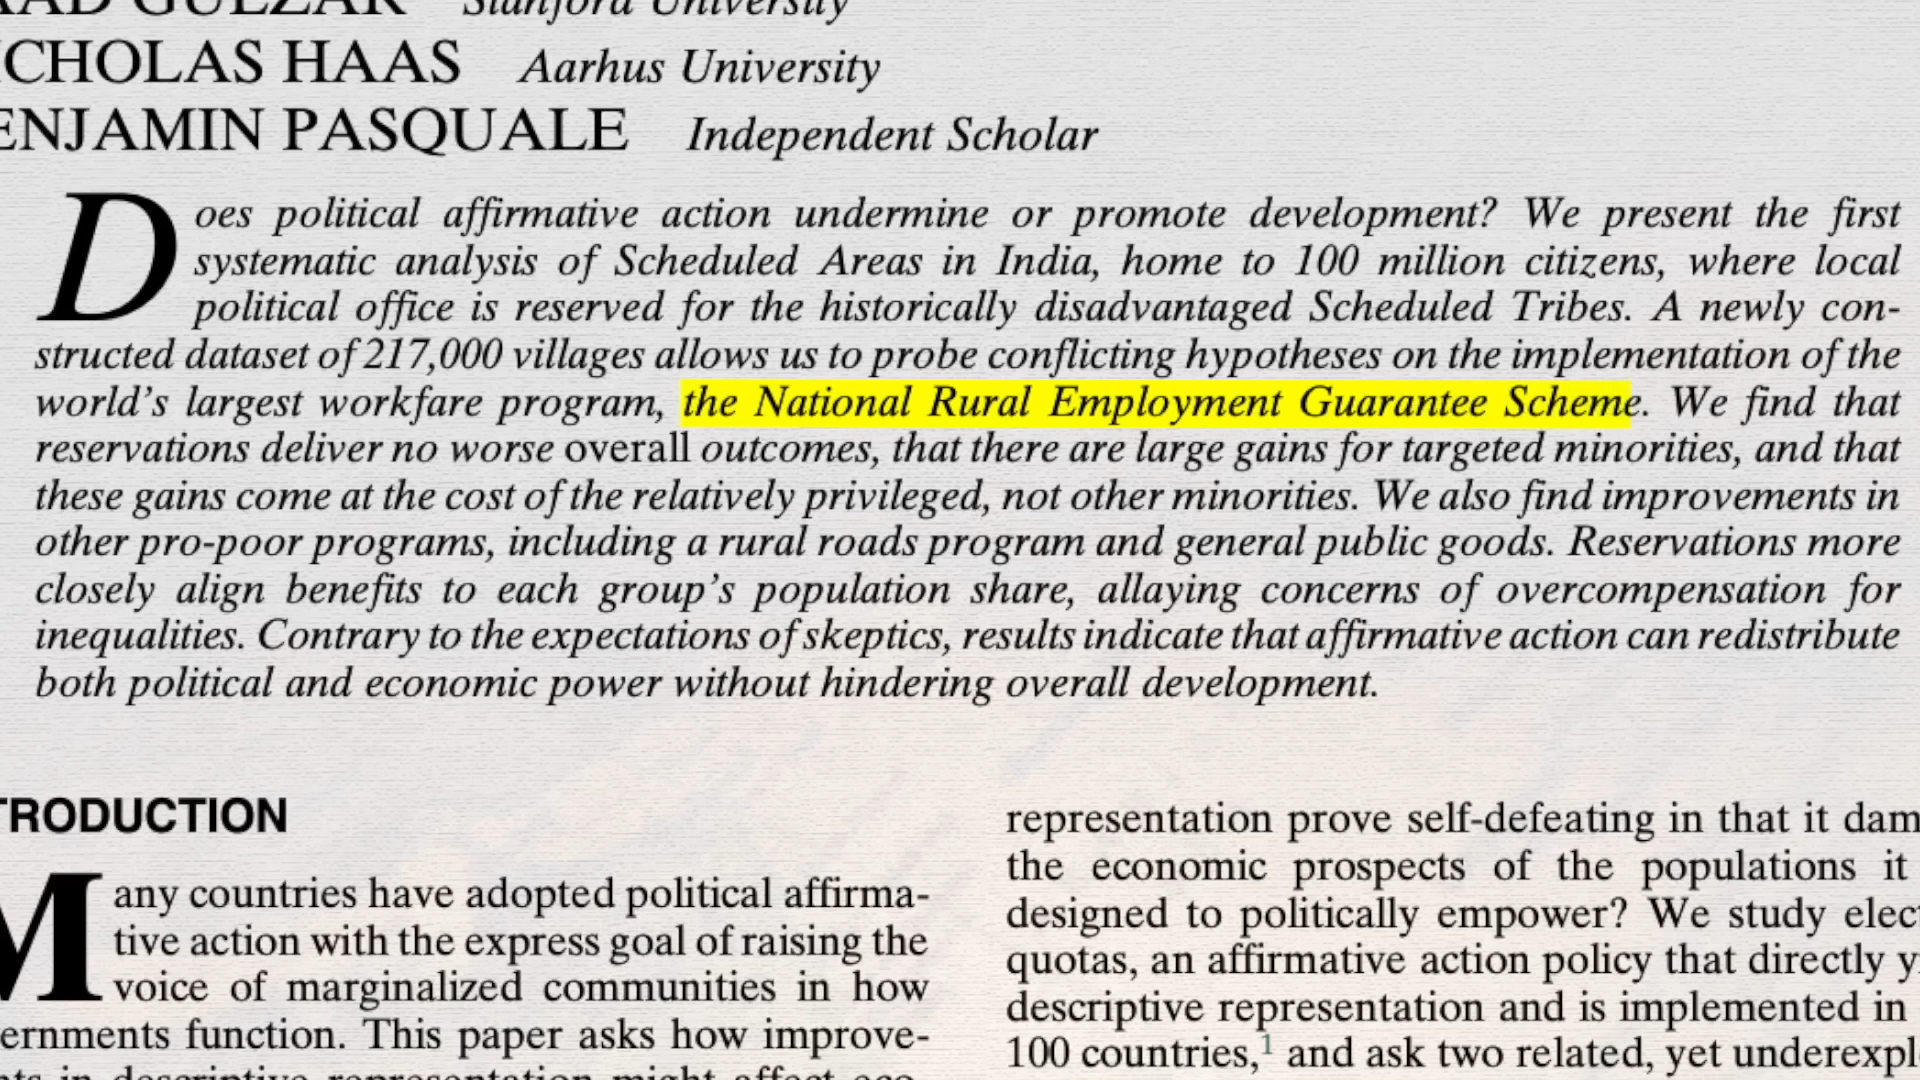 GULZAR Stanford University
CHOLAS HAAS Aarhus University
ENJAMIN PASQUALE Independent Scholar
Does political affirmative action undermine or promote development? We present the first
systematic analysis of Scheduled Areas in India, home to 100 million citizens, where local
political office is reserved for the historically disadvantaged Scheduled Tribes. A newly con-
structed dataset of 217,000 villages allows us to probe conflicting hypotheses on the implementation of the
world's largest workfare program, the National Rural Employment Guarantee Scheme. We find that
reservations deliver no worse overall outcomes, that there are large gains for targeted minorities, and that
these gains come at the cost of the relatively privileged, not other minorities. We also find improvements in
other pro-poor programs, including a rural roads program and general public goods. Reservations more
closely align benefits to each group's population share, allaying concerns of overcompensation for
inequalities. Contrary to the expectations of skeptics, results indicate that affirmative action can redistribute
both political and economic power without hindering overall development.
TRODUCTION
Many countries have adopted political affirma-
tive action with the express goal of raising the
voice of marginalized communities in how
ernments function. This paper asks how improve-
in descriptive representation might affect eco-
representation prove self-defeating in that it dam
the economic prospects of the populations it
designed to politically empower? We study elec
quotas, an affirmative action policy that directly y
descriptive representation and is implemented in
100 countries,1 and ask two related, yet underexpl